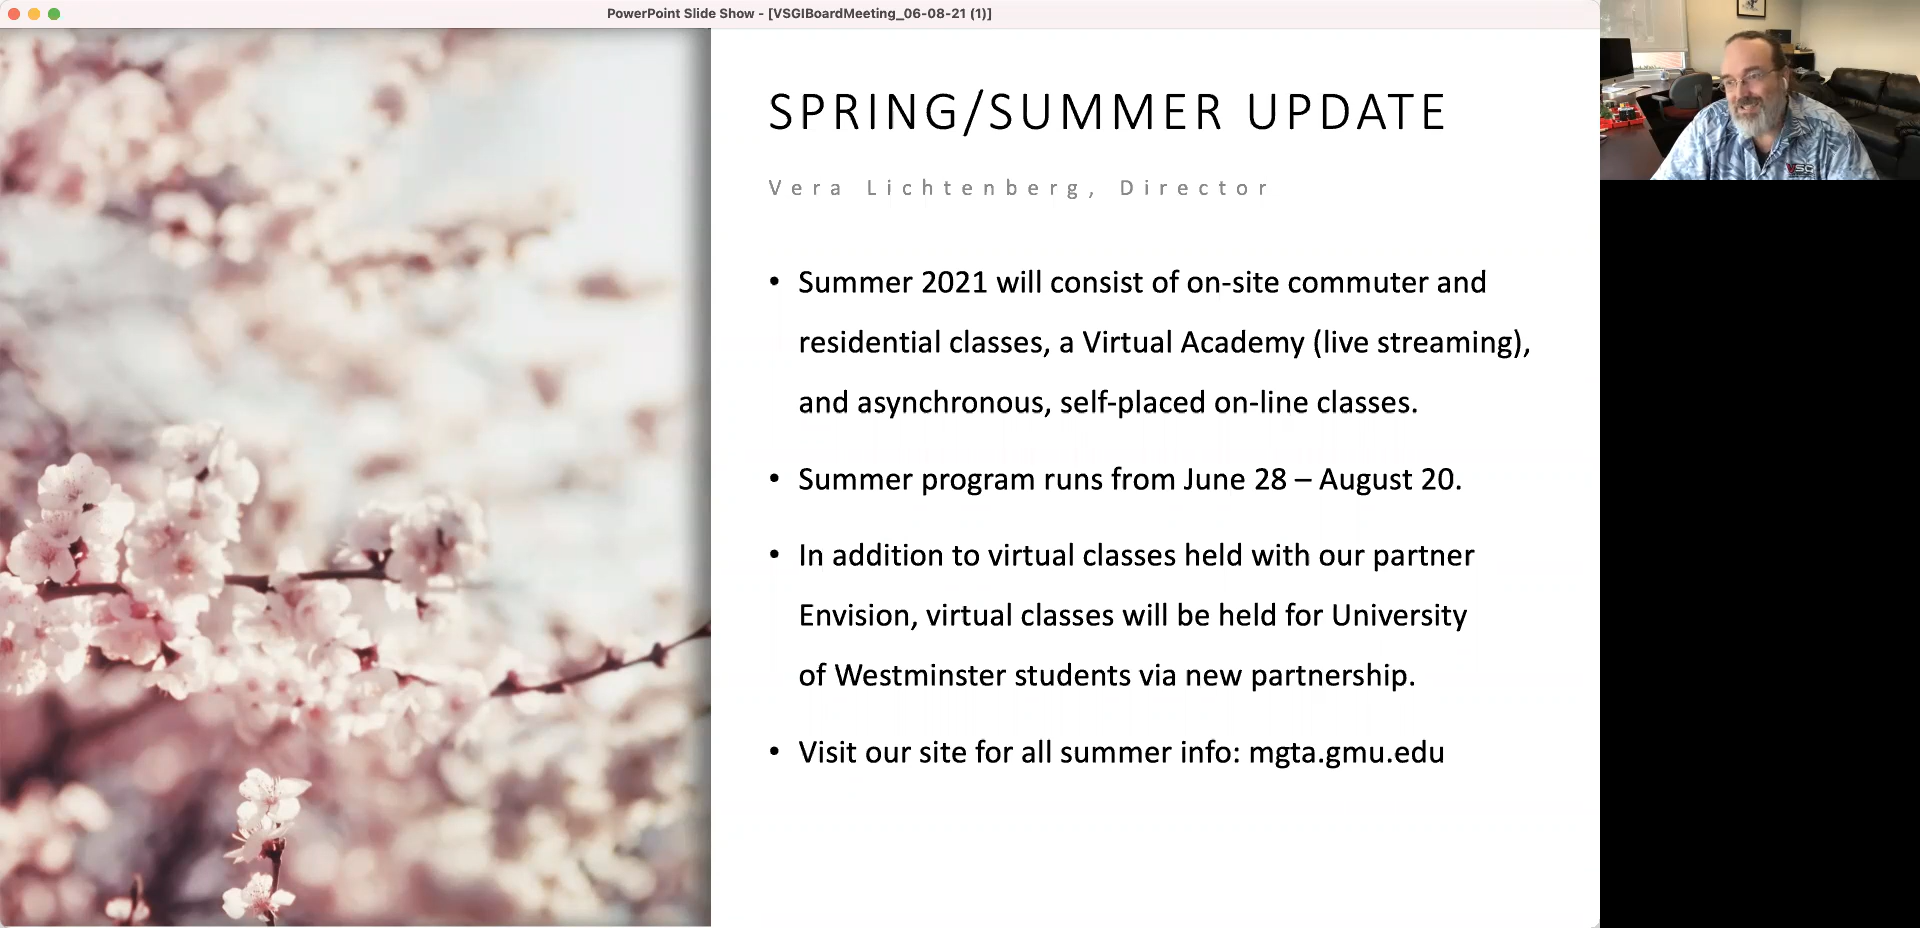 PowerPoint Slide Show - [VSGIBoardMeeting_06-08-21 (1)]
SPRING/SUMMER UPDATE
Vera Lichtenberg, Director
• Summer 2021 will consist of on-site commuter and
residential classes, a Virtual Academy (live streaming),
and asynchronous, self-placed on-line classes.
• Summer program runs from June 28 – August 20.
• In addition to virtual classes held with our partner
Envision, virtual classes will be held for University
of Westminster students via new partnership.
• Visit our site for all summer info: mgta.gmu.edu